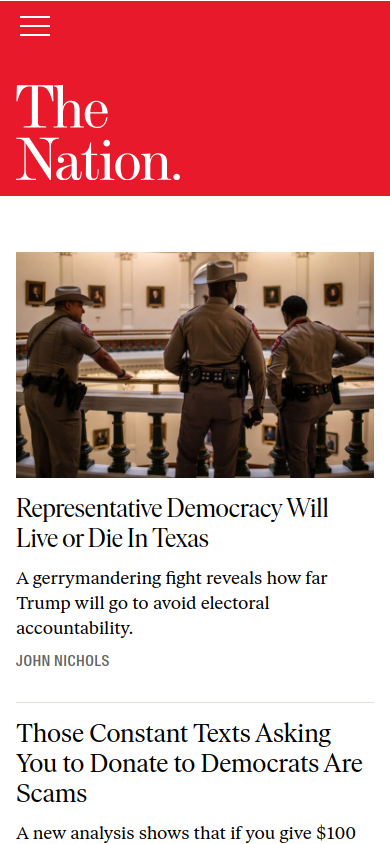 The
Nation.
Representative Democracy Will
Live or Die In Texas
A gerrymandering fight reveals how far
Trump will go to avoid electoral
accountability.
JOHN NICHOLS
Those Constant Texts Asking
You to Donate to Democrats Are
Scams
A new analysis shows that if you give $100